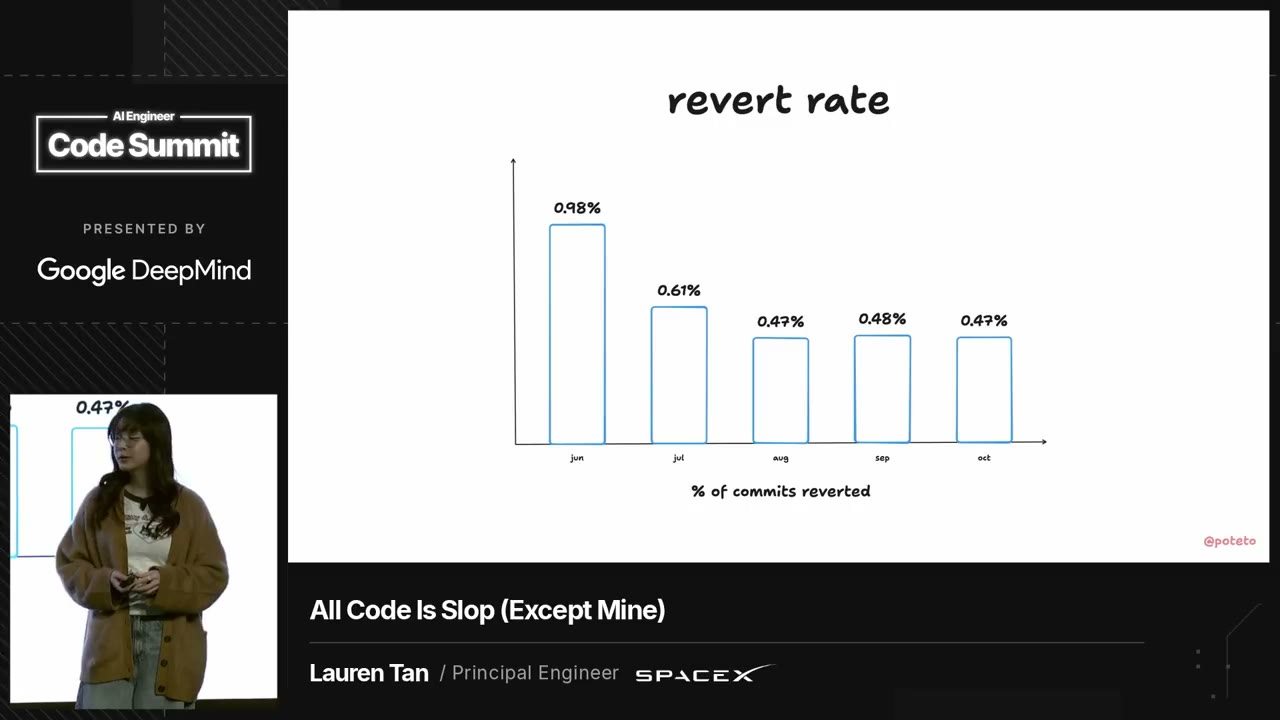 AI Engineer
Code Summit
PRESENTED BY
Google DeepMind
0.47%
revert rate
0.98%
0.61%
0.47%
0.48%
0.47%
jun
jul
aug
sep
oct
% of commits reverted
@poteto
All Code Is Slop (Except Mine)
Lauren Tan / Principal Engineer SPACEX